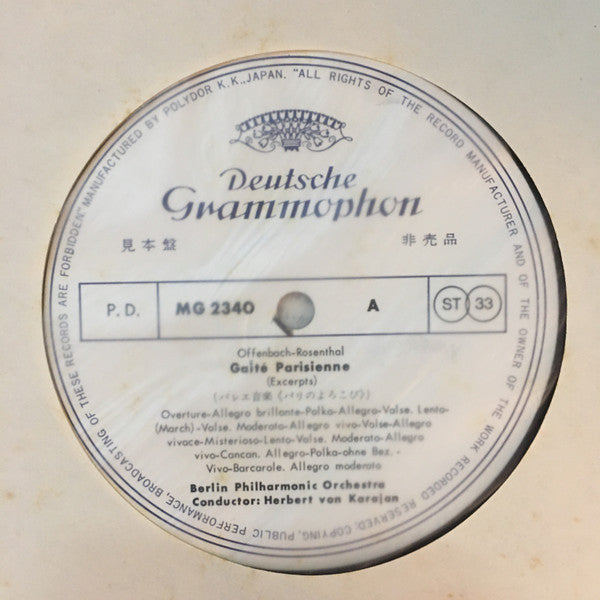 MANUFACTURED BY POLYDOR K.K., JAPAN. "ALL RIGHTS OF THE RECORD MANUFACTURER AND OF THE OWNER OF THE WORK RECORDED RESERVED. COPYING, PUBLIC PERFORMANCE, BROADCASTING OF THESE RECORDS ARE FORBIDDEN."
Deutsche
Grammophon
見本盤 非売品
P.D. MG 2340 A ST 33
Offenbach-Rosenthal
Gaîté Parisienne
(Excerpts)
(バレエ音楽《パリのよろこび》)
Overture-Allegro brillante-Polka-Allegro-Valse. Lento-
(March)-Valse. Moderato-Allegro vivo-Valse-Allegro
vivace-Misterioso-Lento-Valse. Moderato-Allegro
vivo-Cancan. Allegro-Polka-ohne Bez.-
Vivo-Barcarole. Allegro moderato
Berlin Philharmonic Orchestra
Conductor: Herbert von Karajan